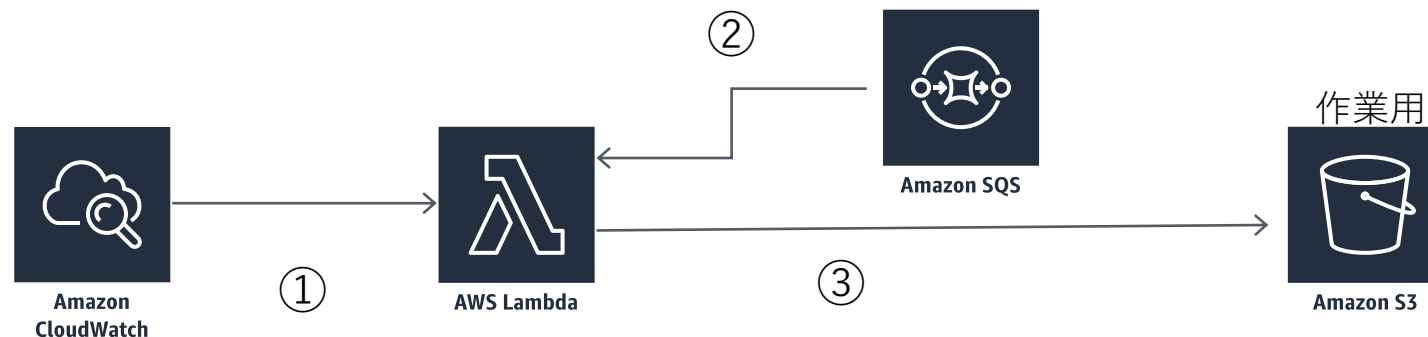 ②
作業用
Amazon SQS
①
③
Amazon
CloudWatch
AWS Lambda
Amazon S3